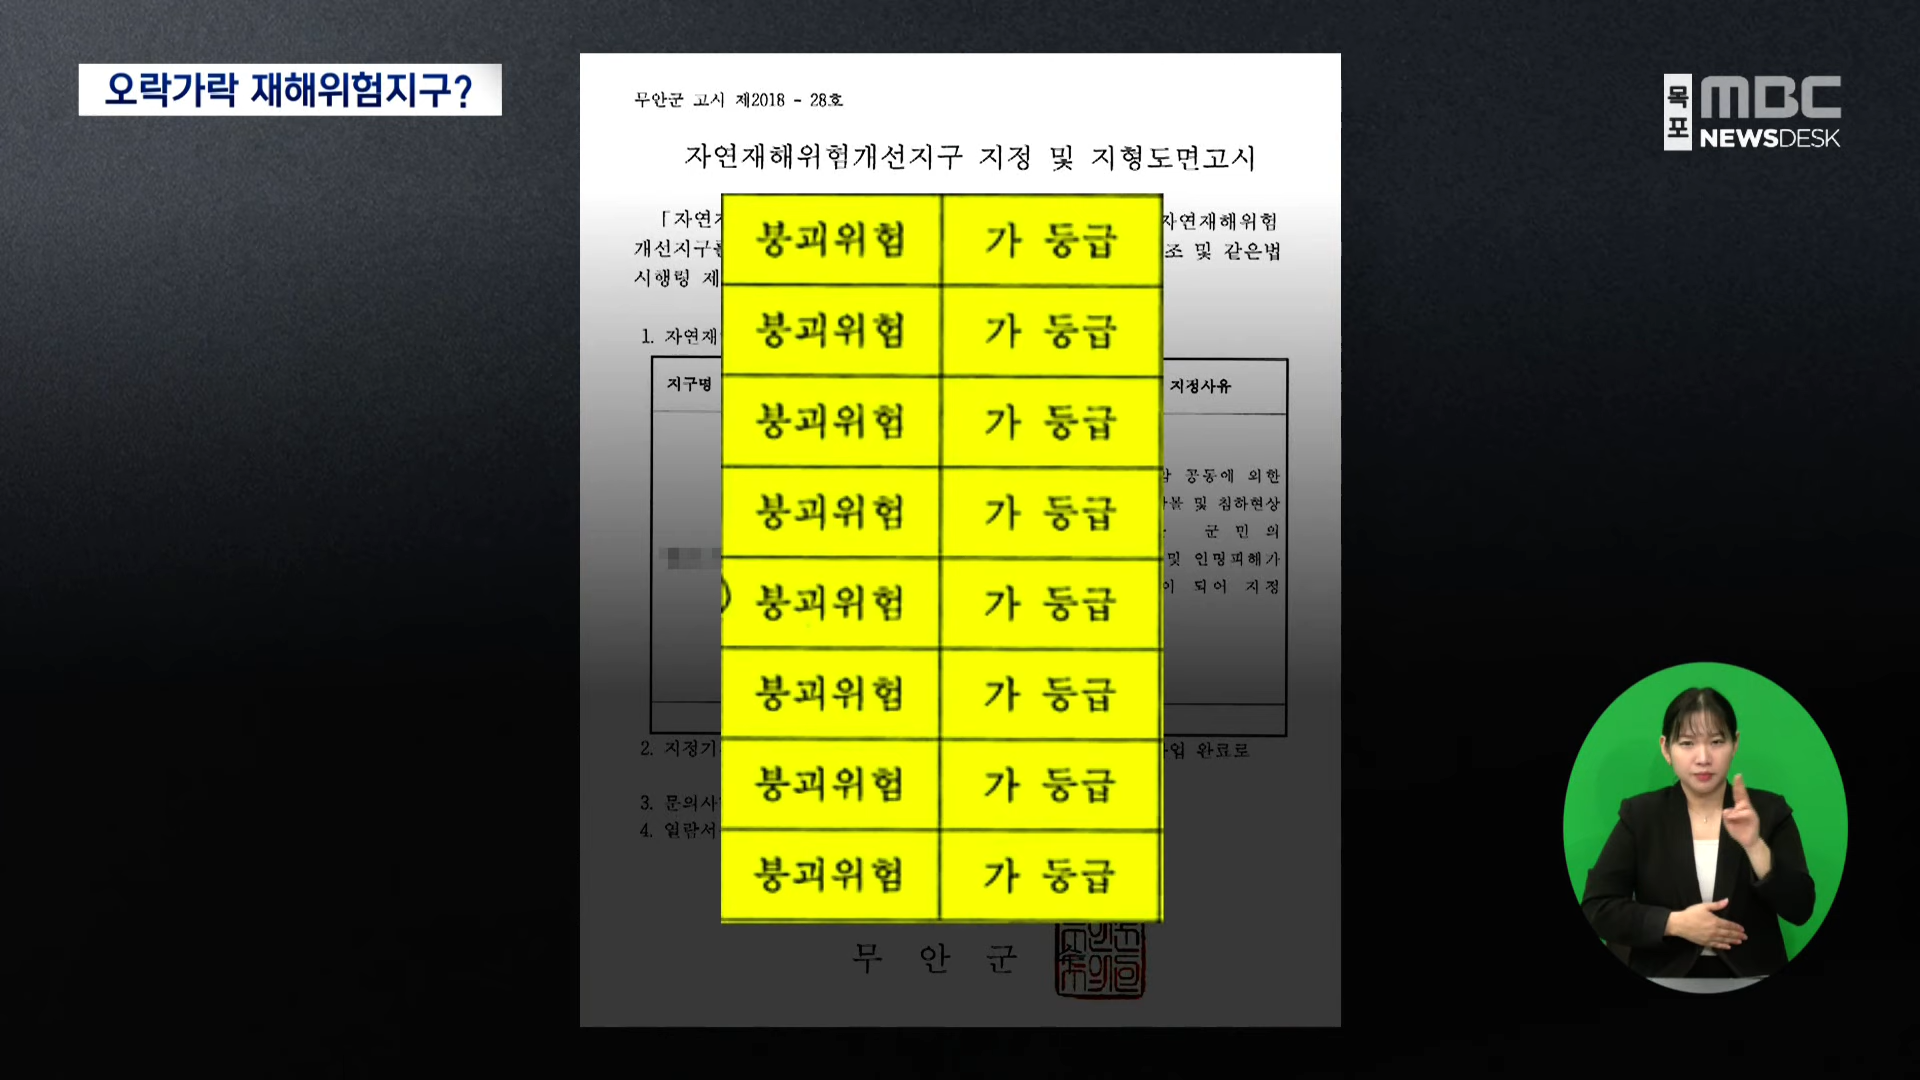 오락가락 재해위험지구?
목포 MBC
NEWSDESK
무안군 고시 제2018 - 28호
자연재해위험개선지구 지정 및 지형도면고시
「자연재 자연재해위험
개선지구를 조 및 같은법
시행령 제
1. 자연재
지구명 지정사유
공동에 의한
및 침하현상
군 민 의
및 인명피해가
되어 지정
2. 지정기 완료로
3. 문의사
4. 열람서
붕괴위험 가 등급
붕괴위험 가 등급
붕괴위험 가 등급
붕괴위험 가 등급
붕괴위험 가 등급
붕괴위험 가 등급
붕괴위험 가 등급
붕괴위험 가 등급
무 안 군